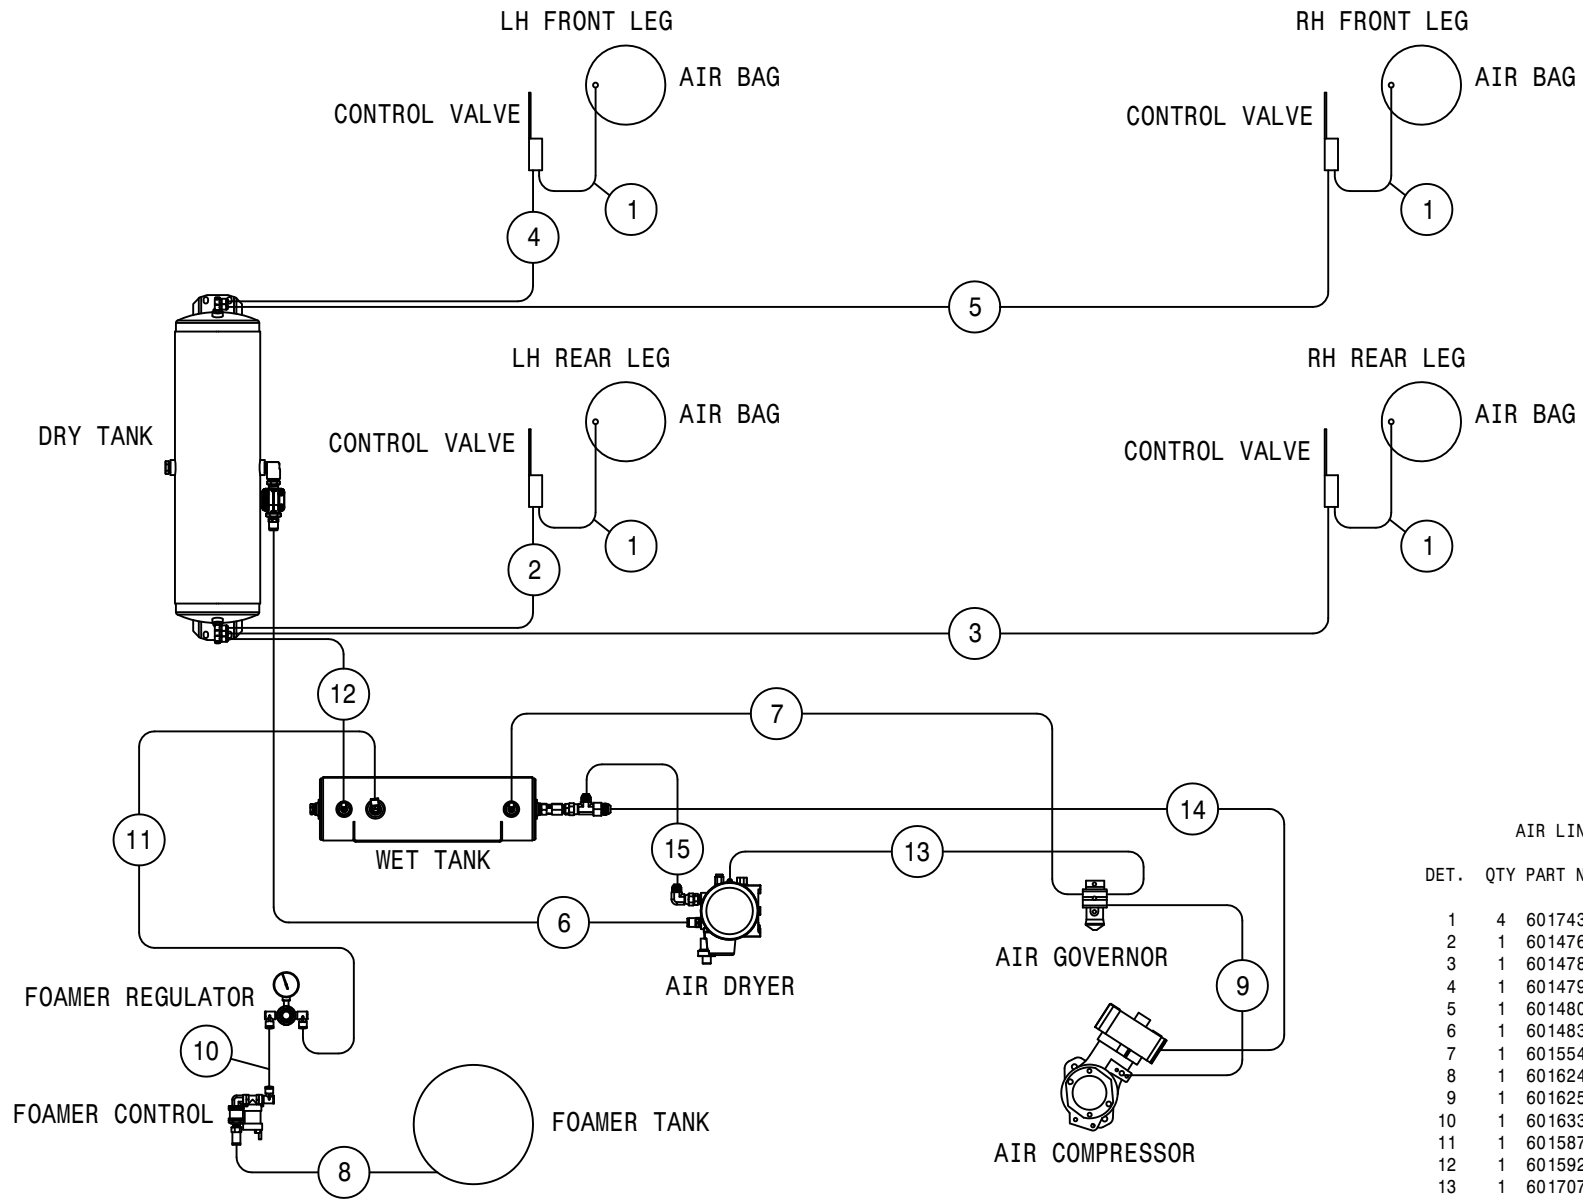 LH FRONT LEG
RH FRONT LEG
AIR BAG
AIR BAG
CONTROL VALVE
CONTROL VALVE
1
1
4
5
LH REAR LEG
RH REAR LEG
AIR BAG
AIR BAG
DRY TANK
CONTROL VALVE
CONTROL VALVE
1
1
2
3
12
7
14
11
15
13
WET TANK
6
AIR GOVERNOR
AIR DRYER
9
FOAMER REGULATOR
10
FOAMER CONTROL
FOAMER TANK
AIR COMPRESSOR
8
AIR LIN
DET. QTY PART N
1 4 601743
2 1 601476
3 1 601478
4 1 601479
5 1 601480
6 1 601483
7 1 601554
8 1 601624
9 1 601625
10 1 601633
11 1 601587
12 1 601592
13 1 601707